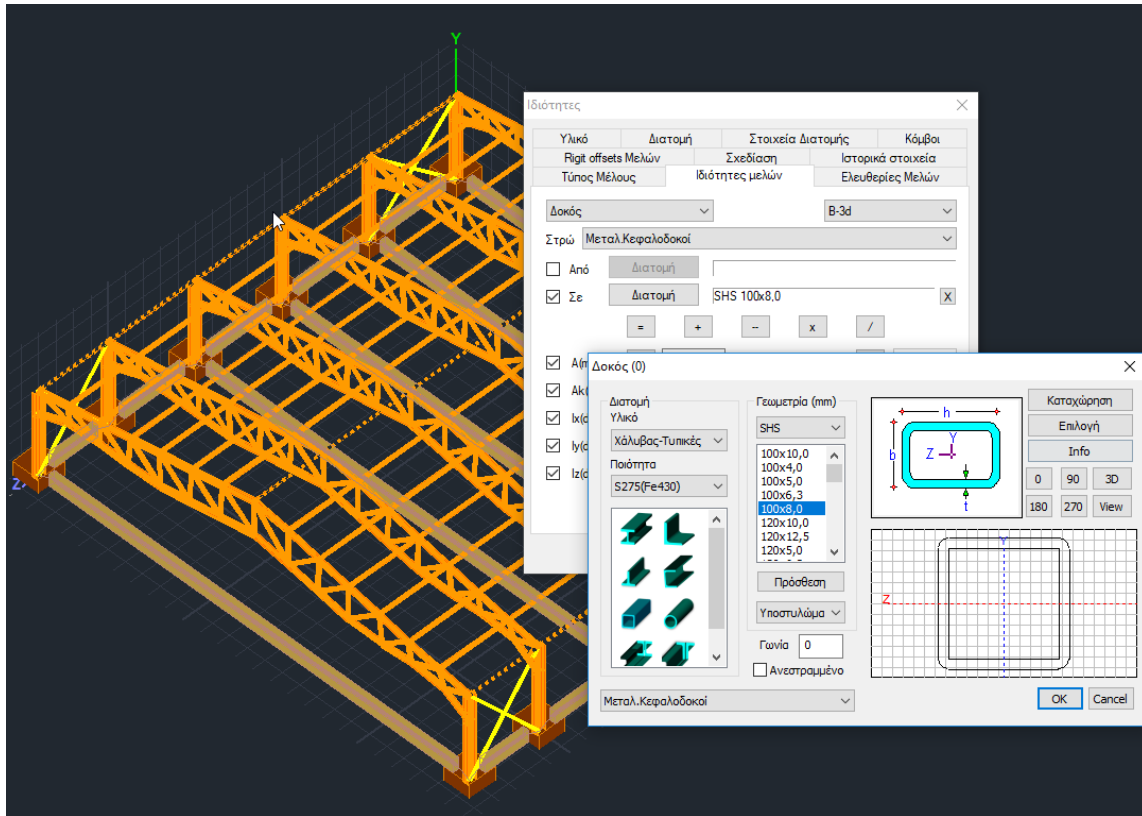 Y
Z
Ιδιότητες
Υλικό Διατομή Στοιχεία Διατομής Κόμβοι
Rigit offsets Μελών Σχεδίαση Ιστορικά στοιχεία
Τύπος Μέλους Ιδιότητες μελών Ελευθερίες Μελών
Δοκός B-3d
Στρώ Μεταλ.Κεφαλοδοκοί
Από Διατομή
Σε Διατομή SHS 100x8,0 X
= + -- x /
A(m
Ak(
Ix(d
Iy(d
Iz(d
Δοκός (0)
Διατομή
Υλικό
Χάλυβας-Τυπικές
Ποιότητα
S275(Fe430)
Γεωμετρία (mm)
SHS
100x10,0
100x4,0
100x5,0
100x6,3
100x8,0
120x10,0
120x12,5
120x5,0
Πρόσθεση
Υποστυλώμα
Γωνία 0
Ανεστραμμένο
Μεταλ.Κεφαλοδοκοί
h
b
Y
Z
t
Καταχώρηση
Επιλογή
Info
0 90 3D
180 270 View
Y
Z
OK Cancel